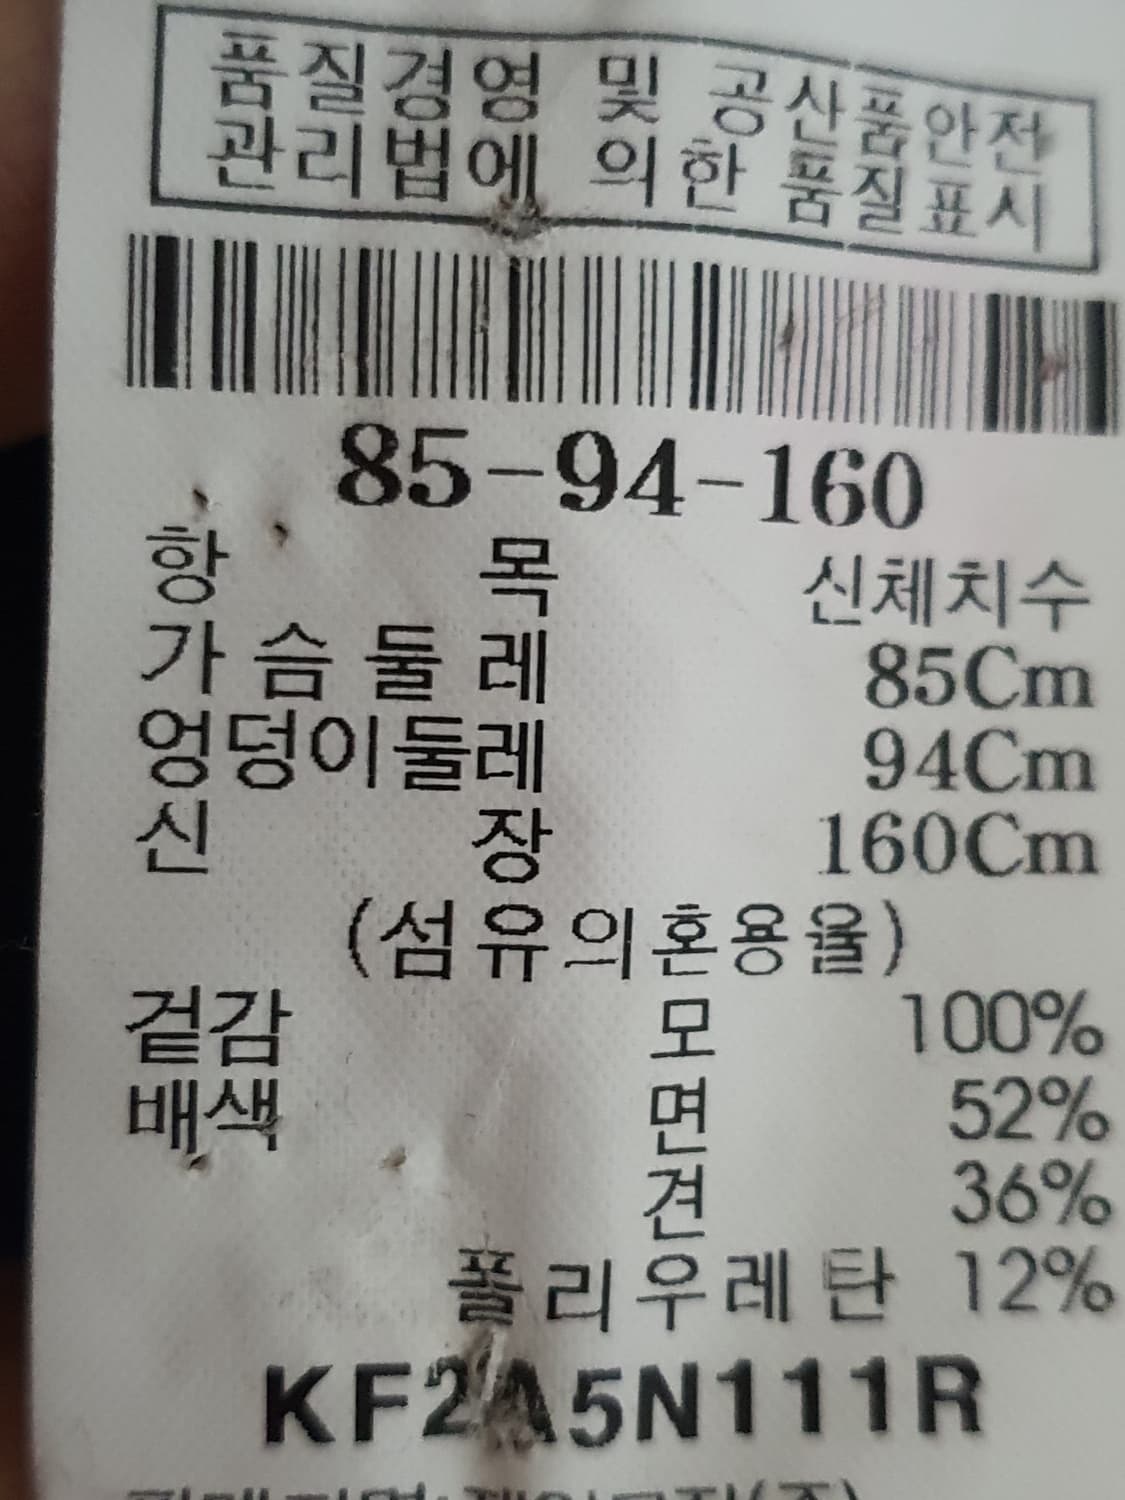 품질경영 및 공산품안전
관리법에 의한 품질표시
85-94-160
항 목 신체치수
가슴둘레 85Cm
엉덩이둘레 94Cm
신 장 160Cm
(섬유의혼용율)
겉감 모 100%
배색 면 52%
견 36%
폴리우레탄 12%
KF2A5N111R